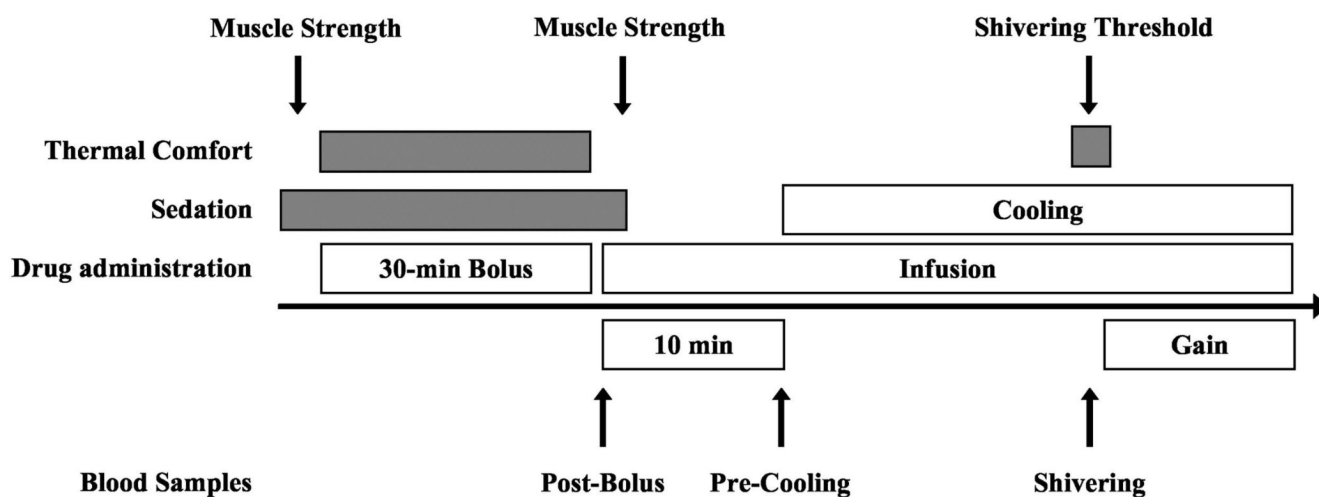 Muscle Strength Muscle Strength Shivering Threshold
Thermal Comfort
Sedation Cooling
Drug administration 30-min Bolus Infusion
10 min Gain
Blood Samples Post-Bolus Pre-Cooling Shivering